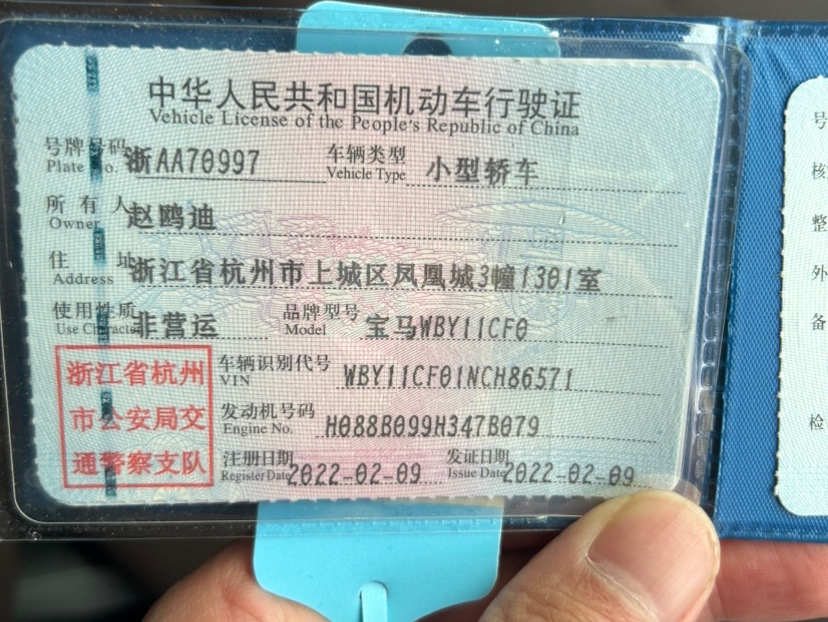 中华人民共和国机动车行驶证
Vehicle License of the People's Republic of China
号牌号码 浙AA70997 车辆类型 小型轿车
Plate No. Vehicle Type
所有人 赵鸥迪
Owner
住址 浙江省杭州市上城区凤凰城3幢1301室
Address
使用性质 非营运 品牌型号 宝马WBY11CF0
Use Character Model
浙江省杭州市公安局交通警察支队
车辆识别代号 WBY11CF01NCH86571
VIN
发动机号码 H088B099H347B079
Engine No.
注册日期 2022-02-09 发证日期 2022-02-09
Register Date Issue Date
号
核
整
外
备
检